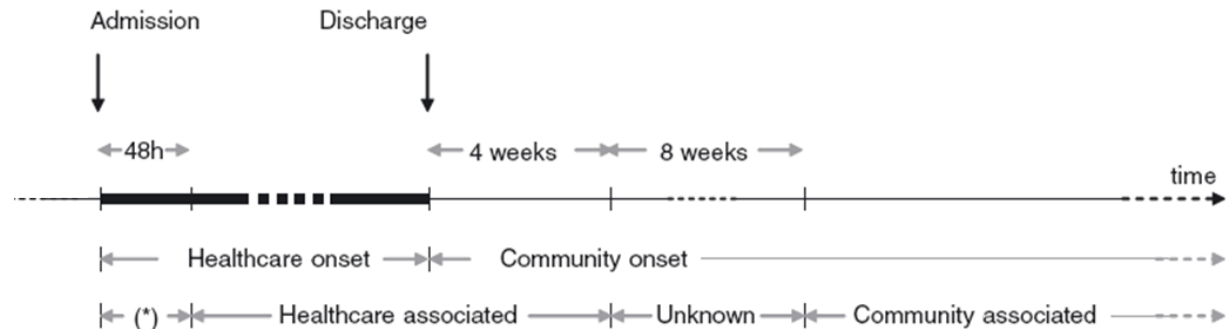 Admission Discharge
48h 4 weeks 8 weeks
time
Healthcare onset Community onset
(*) Healthcare associated Unknown Community associated